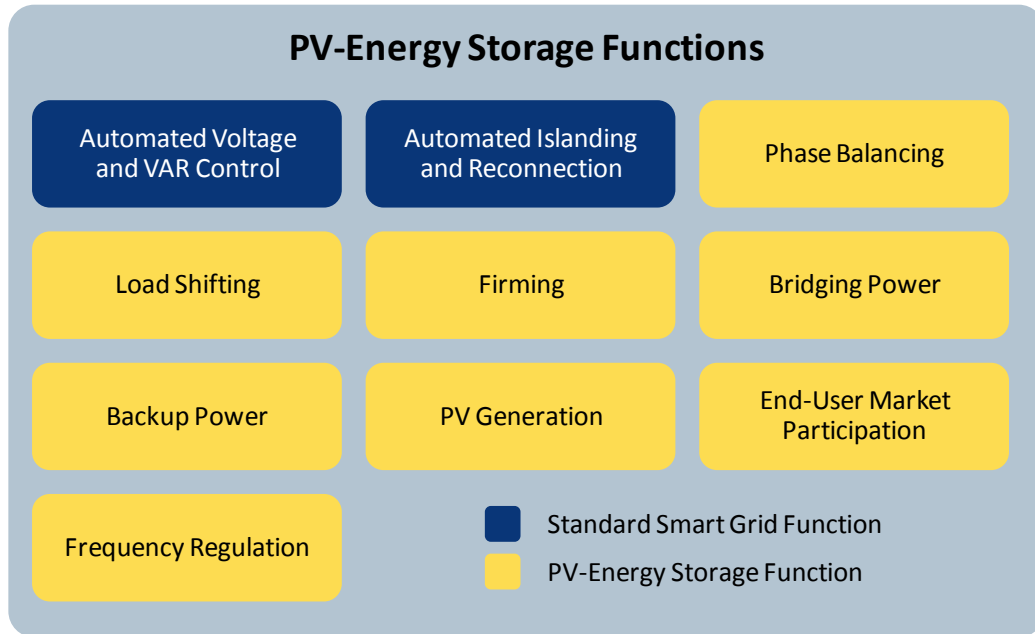 PV-Energy Storage Functions
Automated Voltage
and VAR Control
Automated Islanding
and Reconnection
Phase Balancing
Load Shifting
Firming
Bridging Power
Backup Power
PV Generation
End-User Market
Participation
Frequency Regulation
Standard Smart Grid Function
PV-Energy Storage Function